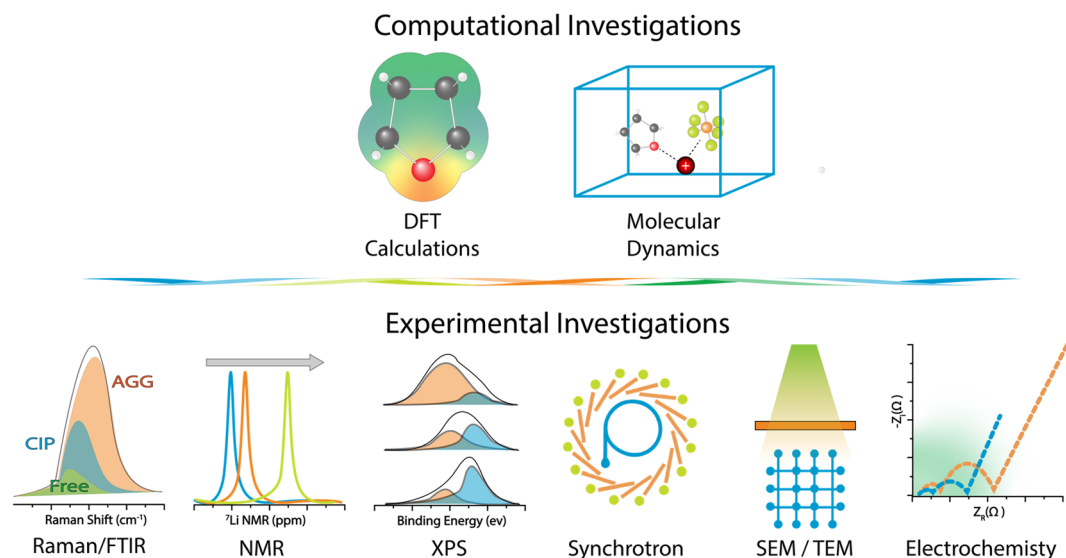 Computational Investigations
DFT
Calculations
Molecular
Dynamics
+
Experimental Investigations
AGG
CIP
Free
Raman Shift (cm⁻¹)
Raman/FTIR
⁷Li NMR (ppm)
NMR
Binding Energy (ev)
XPS
Synchrotron
SEM / TEM
-Zᵢ(Ω)
Z_R(Ω)
Electrochemisty